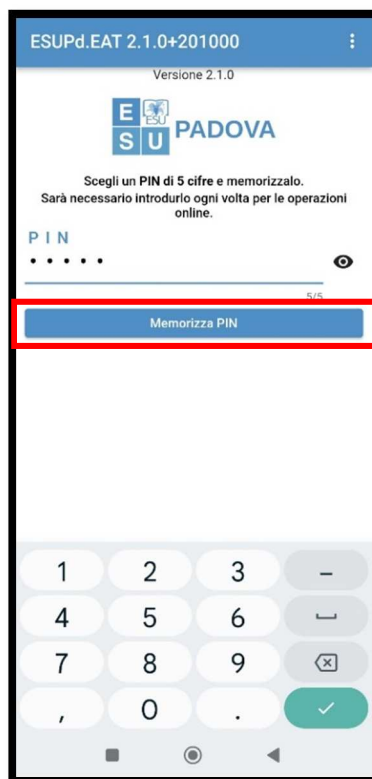 ESUPd.EAT 2.1.0+201000
Versione 2.1.0
E ESU
S U PADOVA
Scegli un PIN di 5 cifre e memorizzalo.
Sarà necessario introdurlo ogni volta per le operazioni
online.
PIN
5/5
Memorizza PIN
1 2 3 –
4 5 6
7 8 9
, 0 .